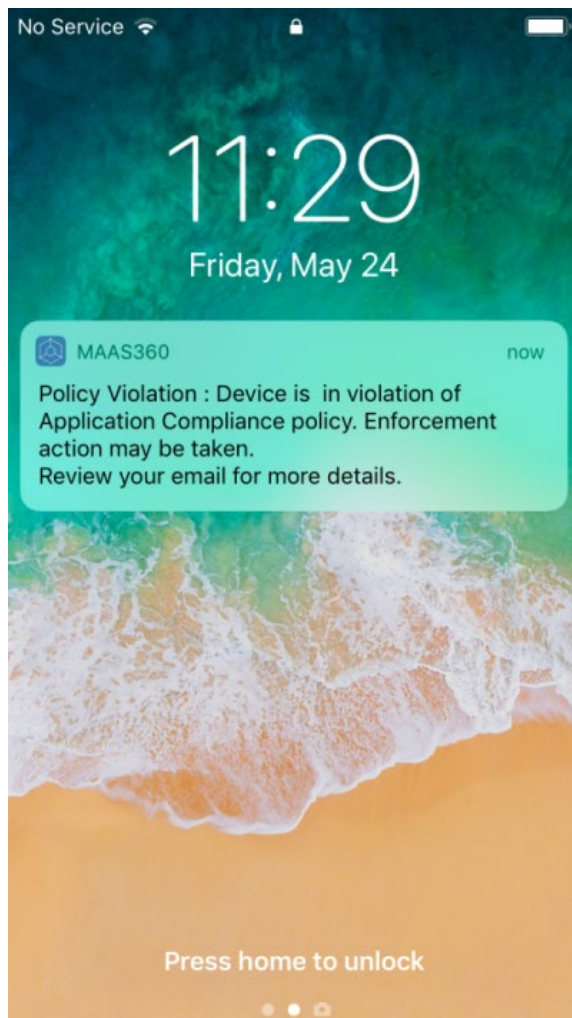 No Service
11:29
Friday, May 24
MAAS360 now
Policy Violation : Device is  in violation of
Application Compliance policy. Enforcement
action may be taken.
Review your email for more details.
Press home to unlock